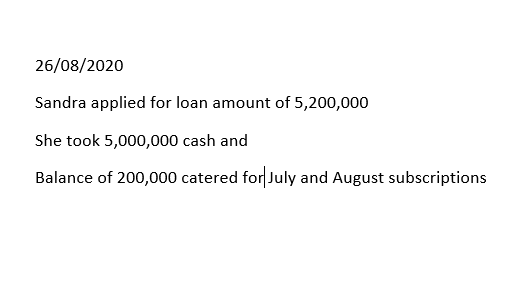 26/08/2020
Sandra applied for loan amount of 5,200,000
She took 5,000,000 cash and
Balance of 200,000 catered for July and August subscriptions